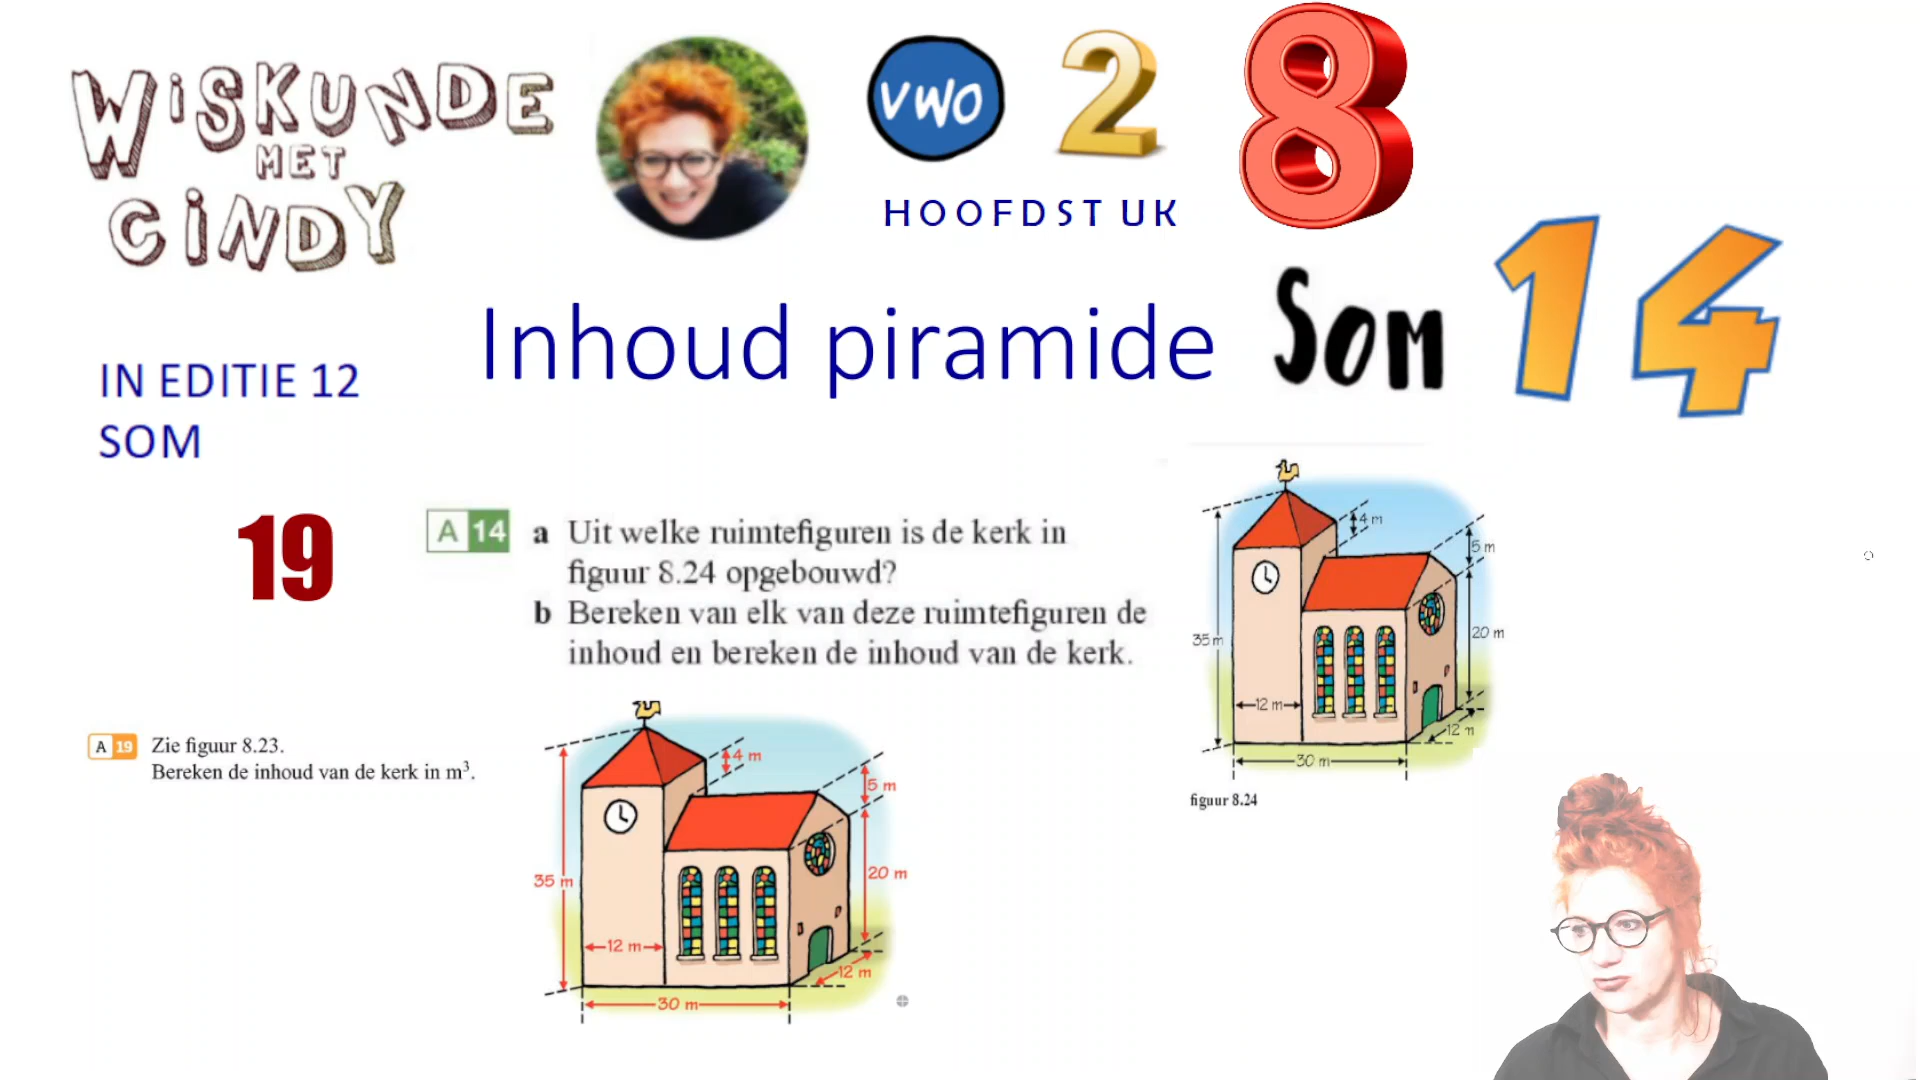 WiSKUNDE
MET
CiNDY
VWO 2 8
HOOFDSTUK
Inhoud piramide Som 14
IN EDITIE 12
SOM
19
A 14 a Uit welke ruimtefiguren is de kerk in
figuur 8.24 opgebouwd?
b Bereken van elk van deze ruimtefiguren de
inhoud en bereken de inhoud van de kerk.
4 m
5 m
35 m
20 m
12 m
12 m
30 m
figuur 8.24
A 19 Zie figuur 8.23.
Bereken de inhoud van de kerk in m³.
4 m
5 m
35 m
20 m
12 m
12 m
30 m